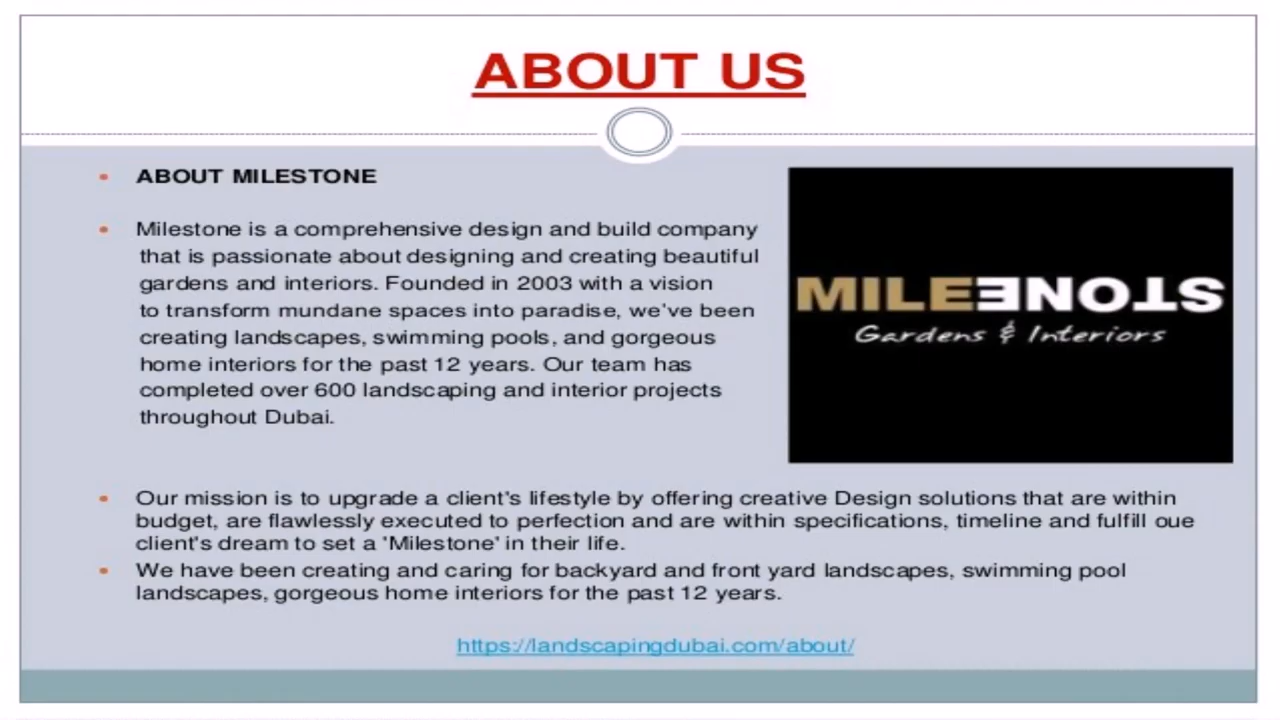 ABOUT US
ABOUT MILESTONE
Milestone is a comprehensive design and build company
that is passionate about designing and creating beautiful
gardens and interiors. Founded in 2003 with a vision
to transform mundane spaces into paradise, we've been
creating landscapes, swimming pools, and gorgeous
home interiors for the past 12 years. Our team has
completed over 600 landscaping and interior projects
throughout Dubai.
MILEENOTS
Gardens & Interiors
Our mission is to upgrade a client's lifestyle by offering creative Design solutions that are within
budget, are flawlessly executed to perfection and are within specifications, timeline and fulfill oue
client's dream to set a 'Milestone' in their life.
We have been creating and caring for backyard and front yard landscapes, swimming pool
landscapes, gorgeous home interiors for the past 12 years.
https://landscapingdubai.com/about/